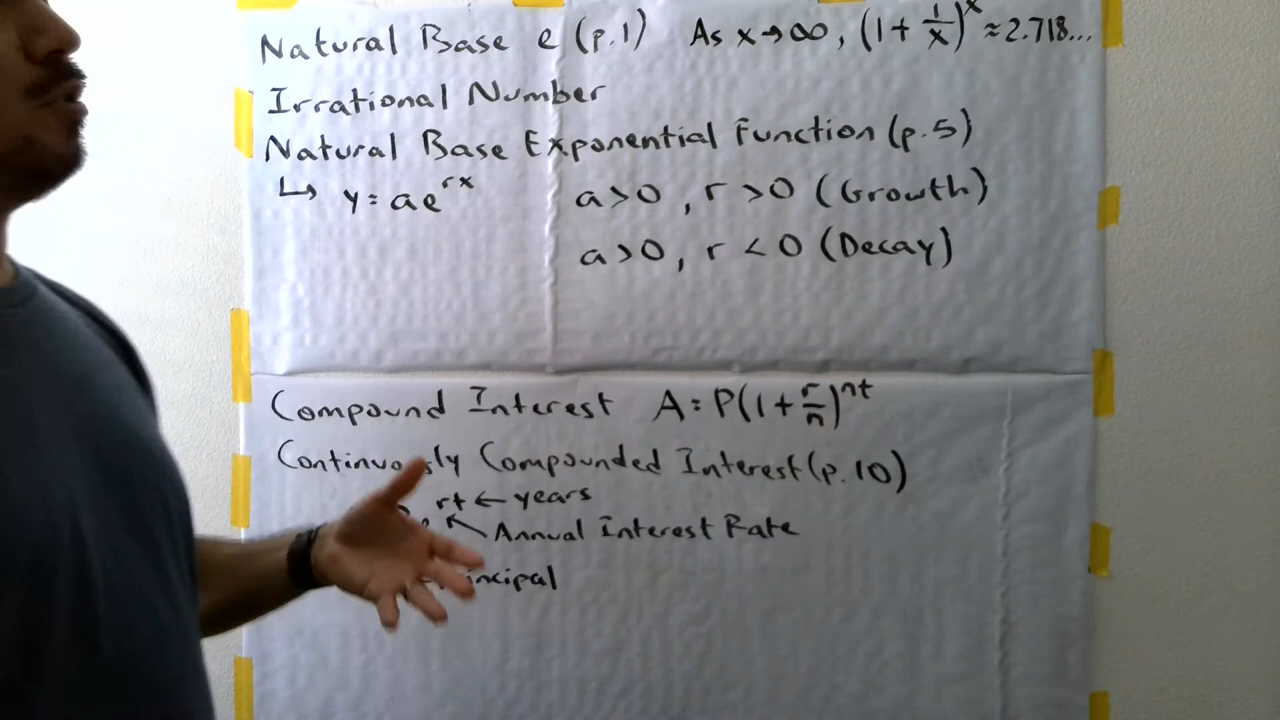 Natural Base e (p.1) As x→∞, (1+1/x)^x ≈2.718...
Irrational Number
Natural Base Exponential Function (p.5)
↳ y=ae^rx a>0, r>0 (Growth)
a>0, r<0 (Decay)
Compound Interest A=P(1+r/n)^nt
Continuously Compounded Interest (p.10)
e^rt ← years
Annual Interest Rate